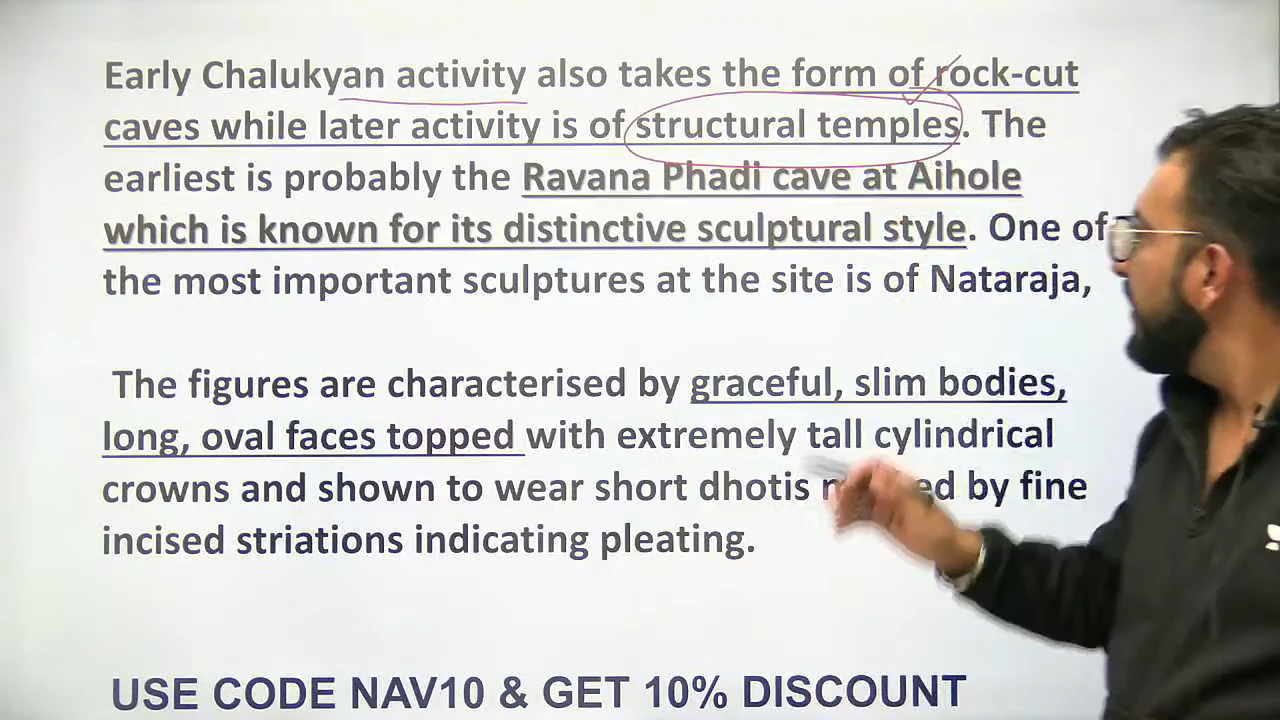 Early Chalukyan activity also takes the form of rock-cut
caves while later activity is of structural temples. The
earliest is probably the Ravana Phadi cave at Aihole
which is known for its distinctive sculptural style. One of
the most important sculptures at the site is of Nataraja,
The figures are characterised by graceful, slim bodies,
long, oval faces topped with extremely tall cylindrical
crowns and shown to wear short dhotis by fine
incised striations indicating pleating.
USE CODE NAV10 & GET 10% DISCOUNT